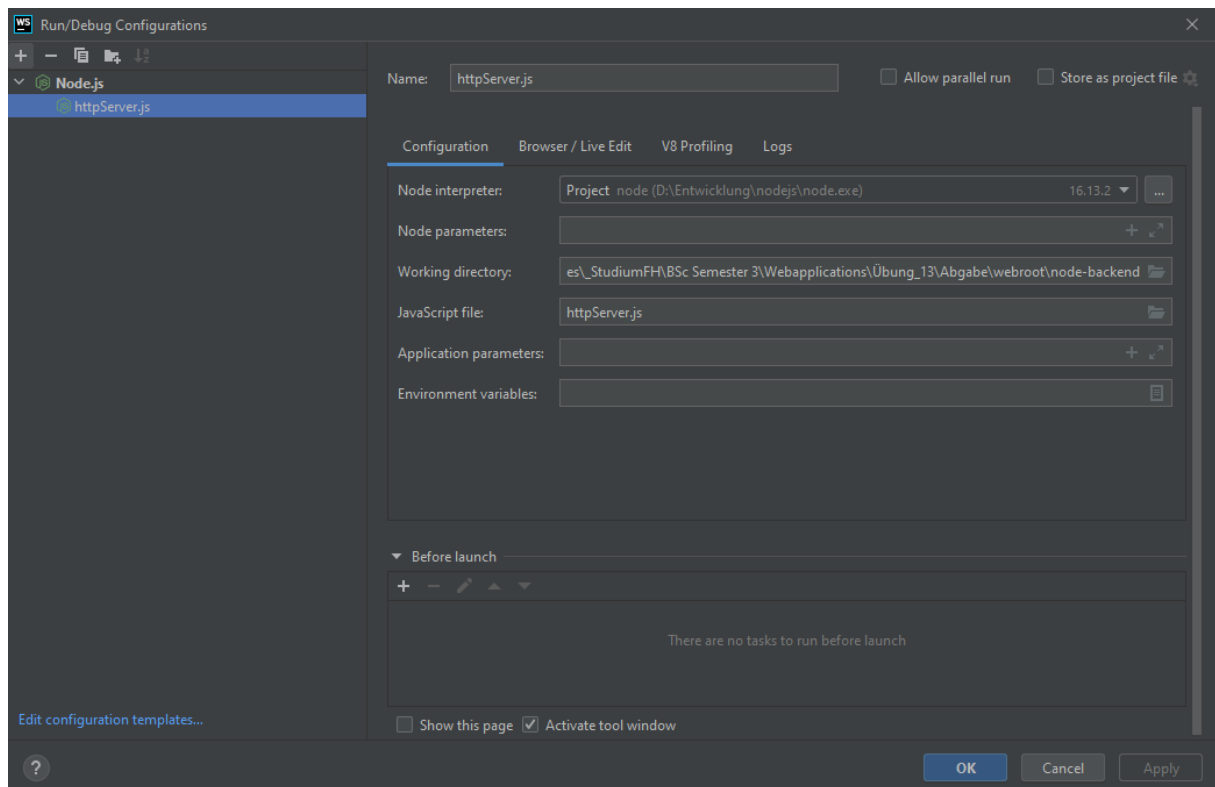 WS Run/Debug Configurations
Node.js
httpServer.js
Name: httpServer.js Allow parallel run Store as project file
Configuration Browser / Live Edit V8 Profiling Logs
Node interpreter: Project node (D:\Entwicklung\nodejs\node.exe) 16.13.2 ...
Node parameters:
Working directory: es\_StudiumFH\BSc Semester 3\Webapplications\Übung_13\Abgabe\webroot\node-backend
JavaScript file: httpServer.js
Application parameters:
Environment variables:
Before launch
There are no tasks to run before launch
Edit configuration templates...
Show this page Activate tool window
? OK Cancel Apply